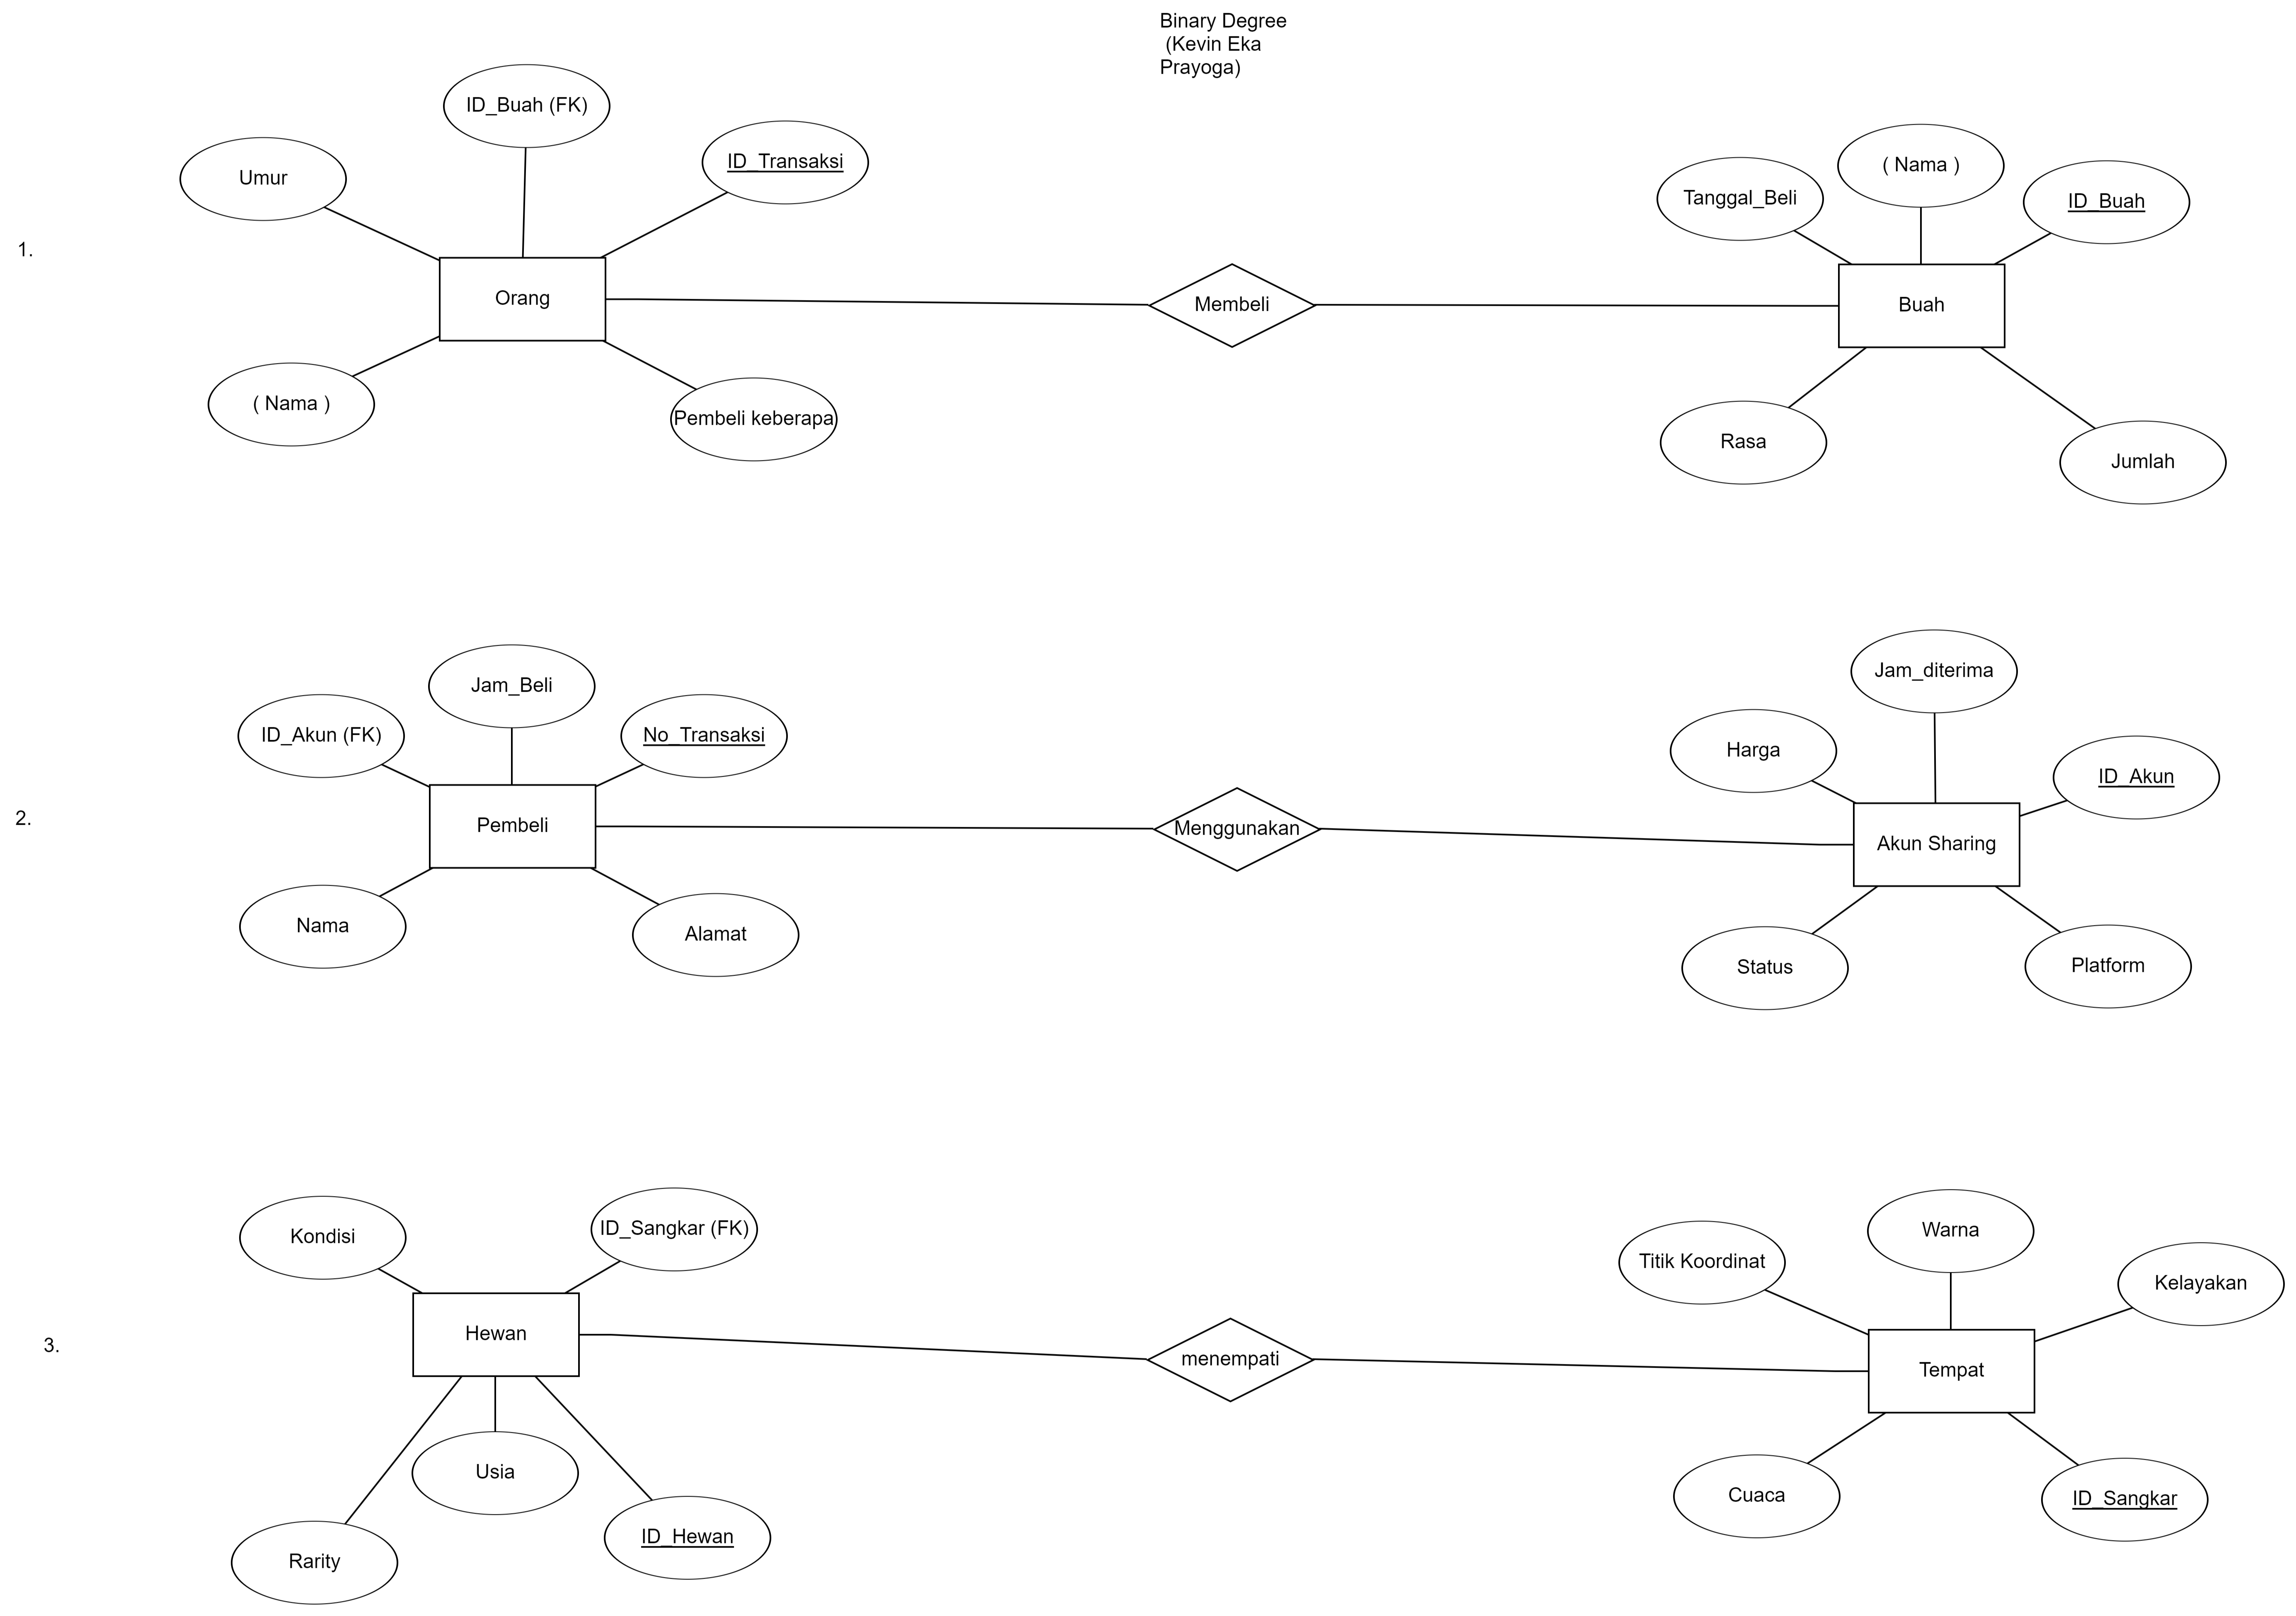 Binary Degree
(Kevin Eka
Prayoga)
1.
ID_Buah (FK)
Umur
ID_Transaksi
Orang
( Nama )
Pembeli keberapa
Membeli
Tanggal_Beli
( Nama )
ID_Buah
Buah
Rasa
Jumlah
2.
Jam_Beli
ID_Akun (FK)
No_Transaksi
Pembeli
Nama
Alamat
Menggunakan
Jam_diterima
Harga
ID_Akun
Akun Sharing
Status
Platform
3.
Kondisi
ID_Sangkar (FK)
Hewan
Usia
Rarity
ID_Hewan
menempati
Titik Koordinat
Warna
Kelayakan
Tempat
Cuaca
ID_Sangkar